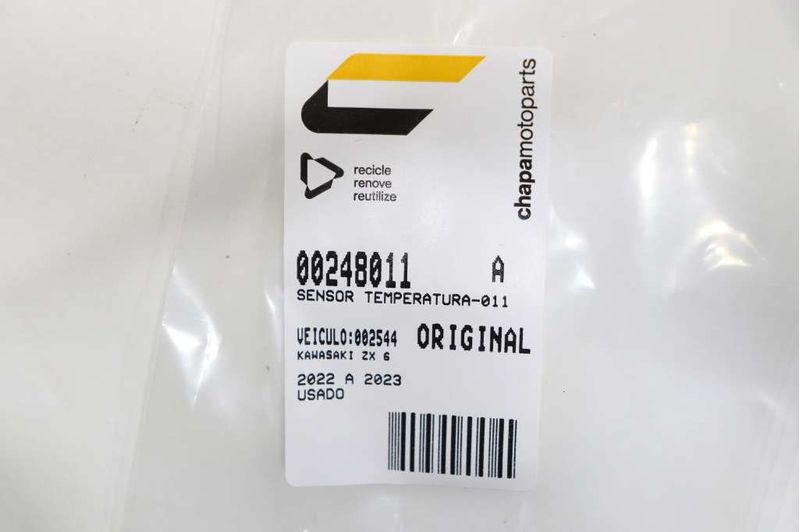 chapamotoparts
recicle
renove
reutilize
00248011 A
SENSOR TEMPERATURA-011
VEICULO:002544 ORIGINAL
KAWASAKI ZX 6
2022 A 2023
USADO